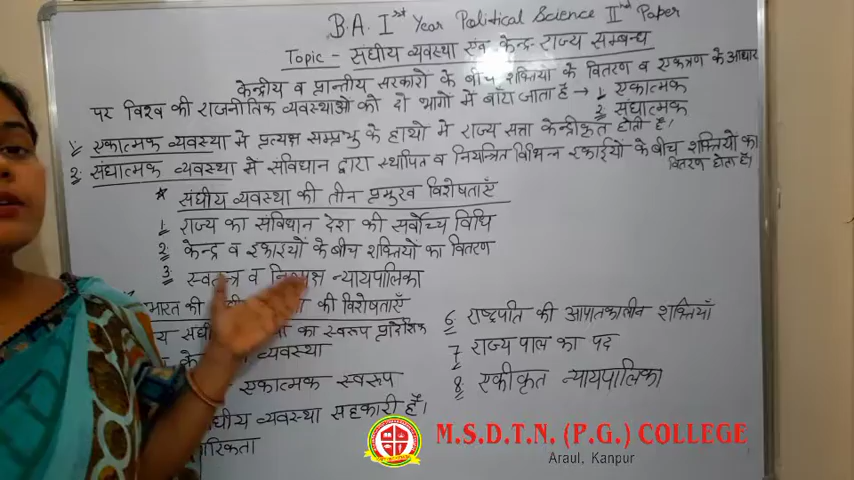 B.A. Ist Year Political Science IInd Paper
Topic - संघीय व्यवस्था एवं केन्द्र-राज्य सम्बन्ध
केन्द्रीय व प्रान्तीय सरकारों के बीच शक्तियों के वितरण व एकत्रण के आधार
पर विश्व की राजनीतिक व्यवस्थाओं को दो भागों में बाँटा जाता है → 1. एकात्मक
2. संघात्मक
1. एकात्मक व्यवस्था में प्रत्यक्ष सम्प्रभु के हाथों में राज्य सत्ता केन्द्रीकृत होती है।
2. संघात्मक व्यवस्था में संविधान द्वारा स्थापित व नियन्त्रित विभिन्न इकाईयों के बीच शक्तियों का
वितरण होता है।
* संघीय व्यवस्था की तीन प्रमुख विशेषताएँ
1. राज्य का संविधान देश की सर्वोच्च विधि
2. केन्द्र व इकाईयों के बीच शक्तियों का वितरण
3. स्वतन्त्र व निष्पक्ष न्यायपालिका
भारत की की विशेषताएँ
का स्वरूप प्रादेशिक
व्यवस्था
एकात्मक स्वरूप
व्यवस्था सहकारी है।
6. राष्ट्रपति की आपातकालीन शक्तियाँ
7. राज्यपाल का पद
8. एकीकृत न्यायपालिका
M.S.D.T.N. (P.G.) COLLEGE
Araul, Kanpur